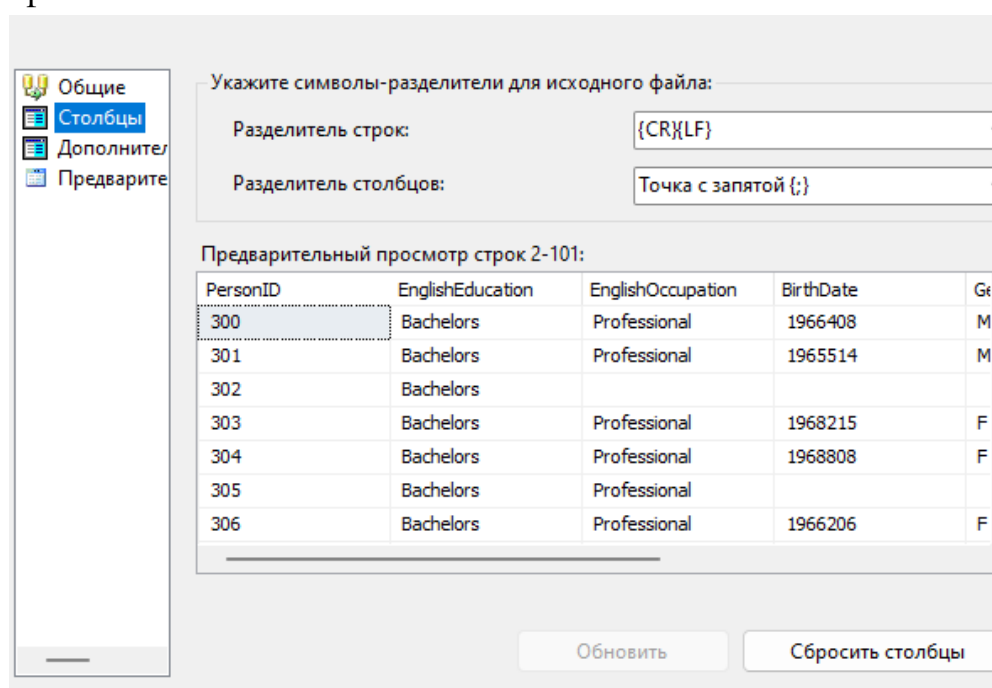 Общие
Столбцы
Дополнител
Предварите
Укажите символы-разделители для исходного файла:
Разделитель строк: {CR}{LF}
Разделитель столбцов: Точка с запятой {;}
Предварительный просмотр строк 2-101:
PersonID EnglishEducation EnglishOccupation BirthDate Ge
300 Bachelors Professional 1966408 M
301 Bachelors Professional 1965514 M
302 Bachelors
303 Bachelors Professional 1968215 F
304 Bachelors Professional 1968808 F
305 Bachelors Professional
306 Bachelors Professional 1966206 F
Обновить Сбросить столбцы